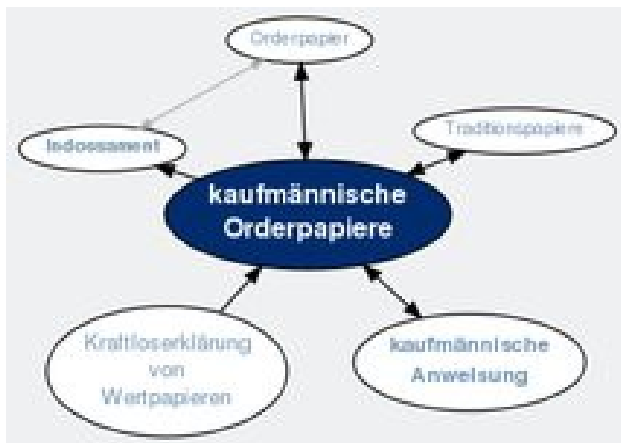 Orderpapier
Traditionspapiere
Indossament
kaufmännische
Orderpapiere
Kraftloserklärung
von
Wertpapieren
kaufmännische
Anweisung